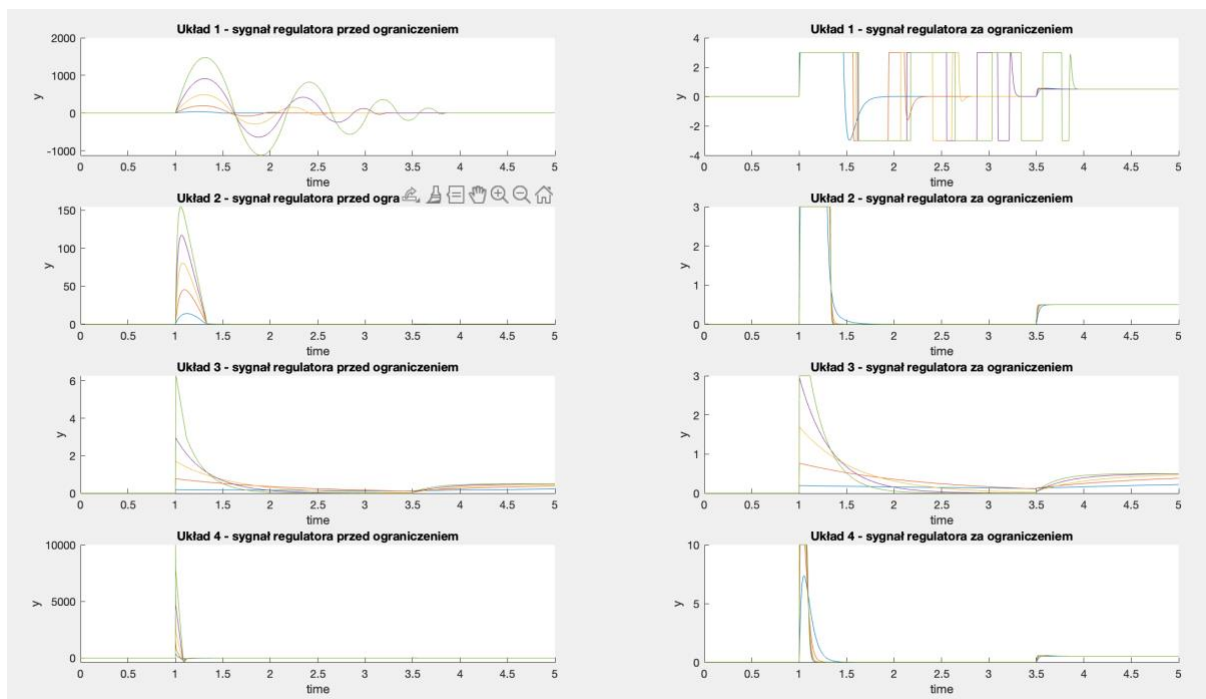 Układ 1 - sygnał regulatora przed ograniczeniem
2000
1000
0
-1000
y
0 0.5 1 1.5 2 2.5 3 3.5 4 4.5 5
time
Układ 1 - sygnał regulatora za ograniczeniem
4
2
0
-2
-4
y
0 0.5 1 1.5 2 2.5 3 3.5 4 4.5 5
time
Układ 2 - sygnał regulatora przed ogra
150
100
50
0
y
0 0.5 1 1.5 2 2.5 3 3.5 4 4.5 5
time
Układ 2 - sygnał regulatora za ograniczeniem
3
2
1
0
y
0 0.5 1 1.5 2 2.5 3 3.5 4 4.5 5
time
Układ 3 - sygnał regulatora przed ograniczeniem
6
4
2
0
y
0 0.5 1 1.5 2 2.5 3 3.5 4 4.5 5
time
Układ 3 - sygnał regulatora za ograniczeniem
3
2
1
0
y
0 0.5 1 1.5 2 2.5 3 3.5 4 4.5 5
time
Układ 4 - sygnał regulatora przed ograniczeniem
10000
5000
0
y
0 0.5 1 1.5 2 2.5 3 3.5 4 4.5 5
time
Układ 4 - sygnał regulatora za ograniczeniem
10
5
0
y
0 0.5 1 1.5 2 2.5 3 3.5 4 4.5 5
time